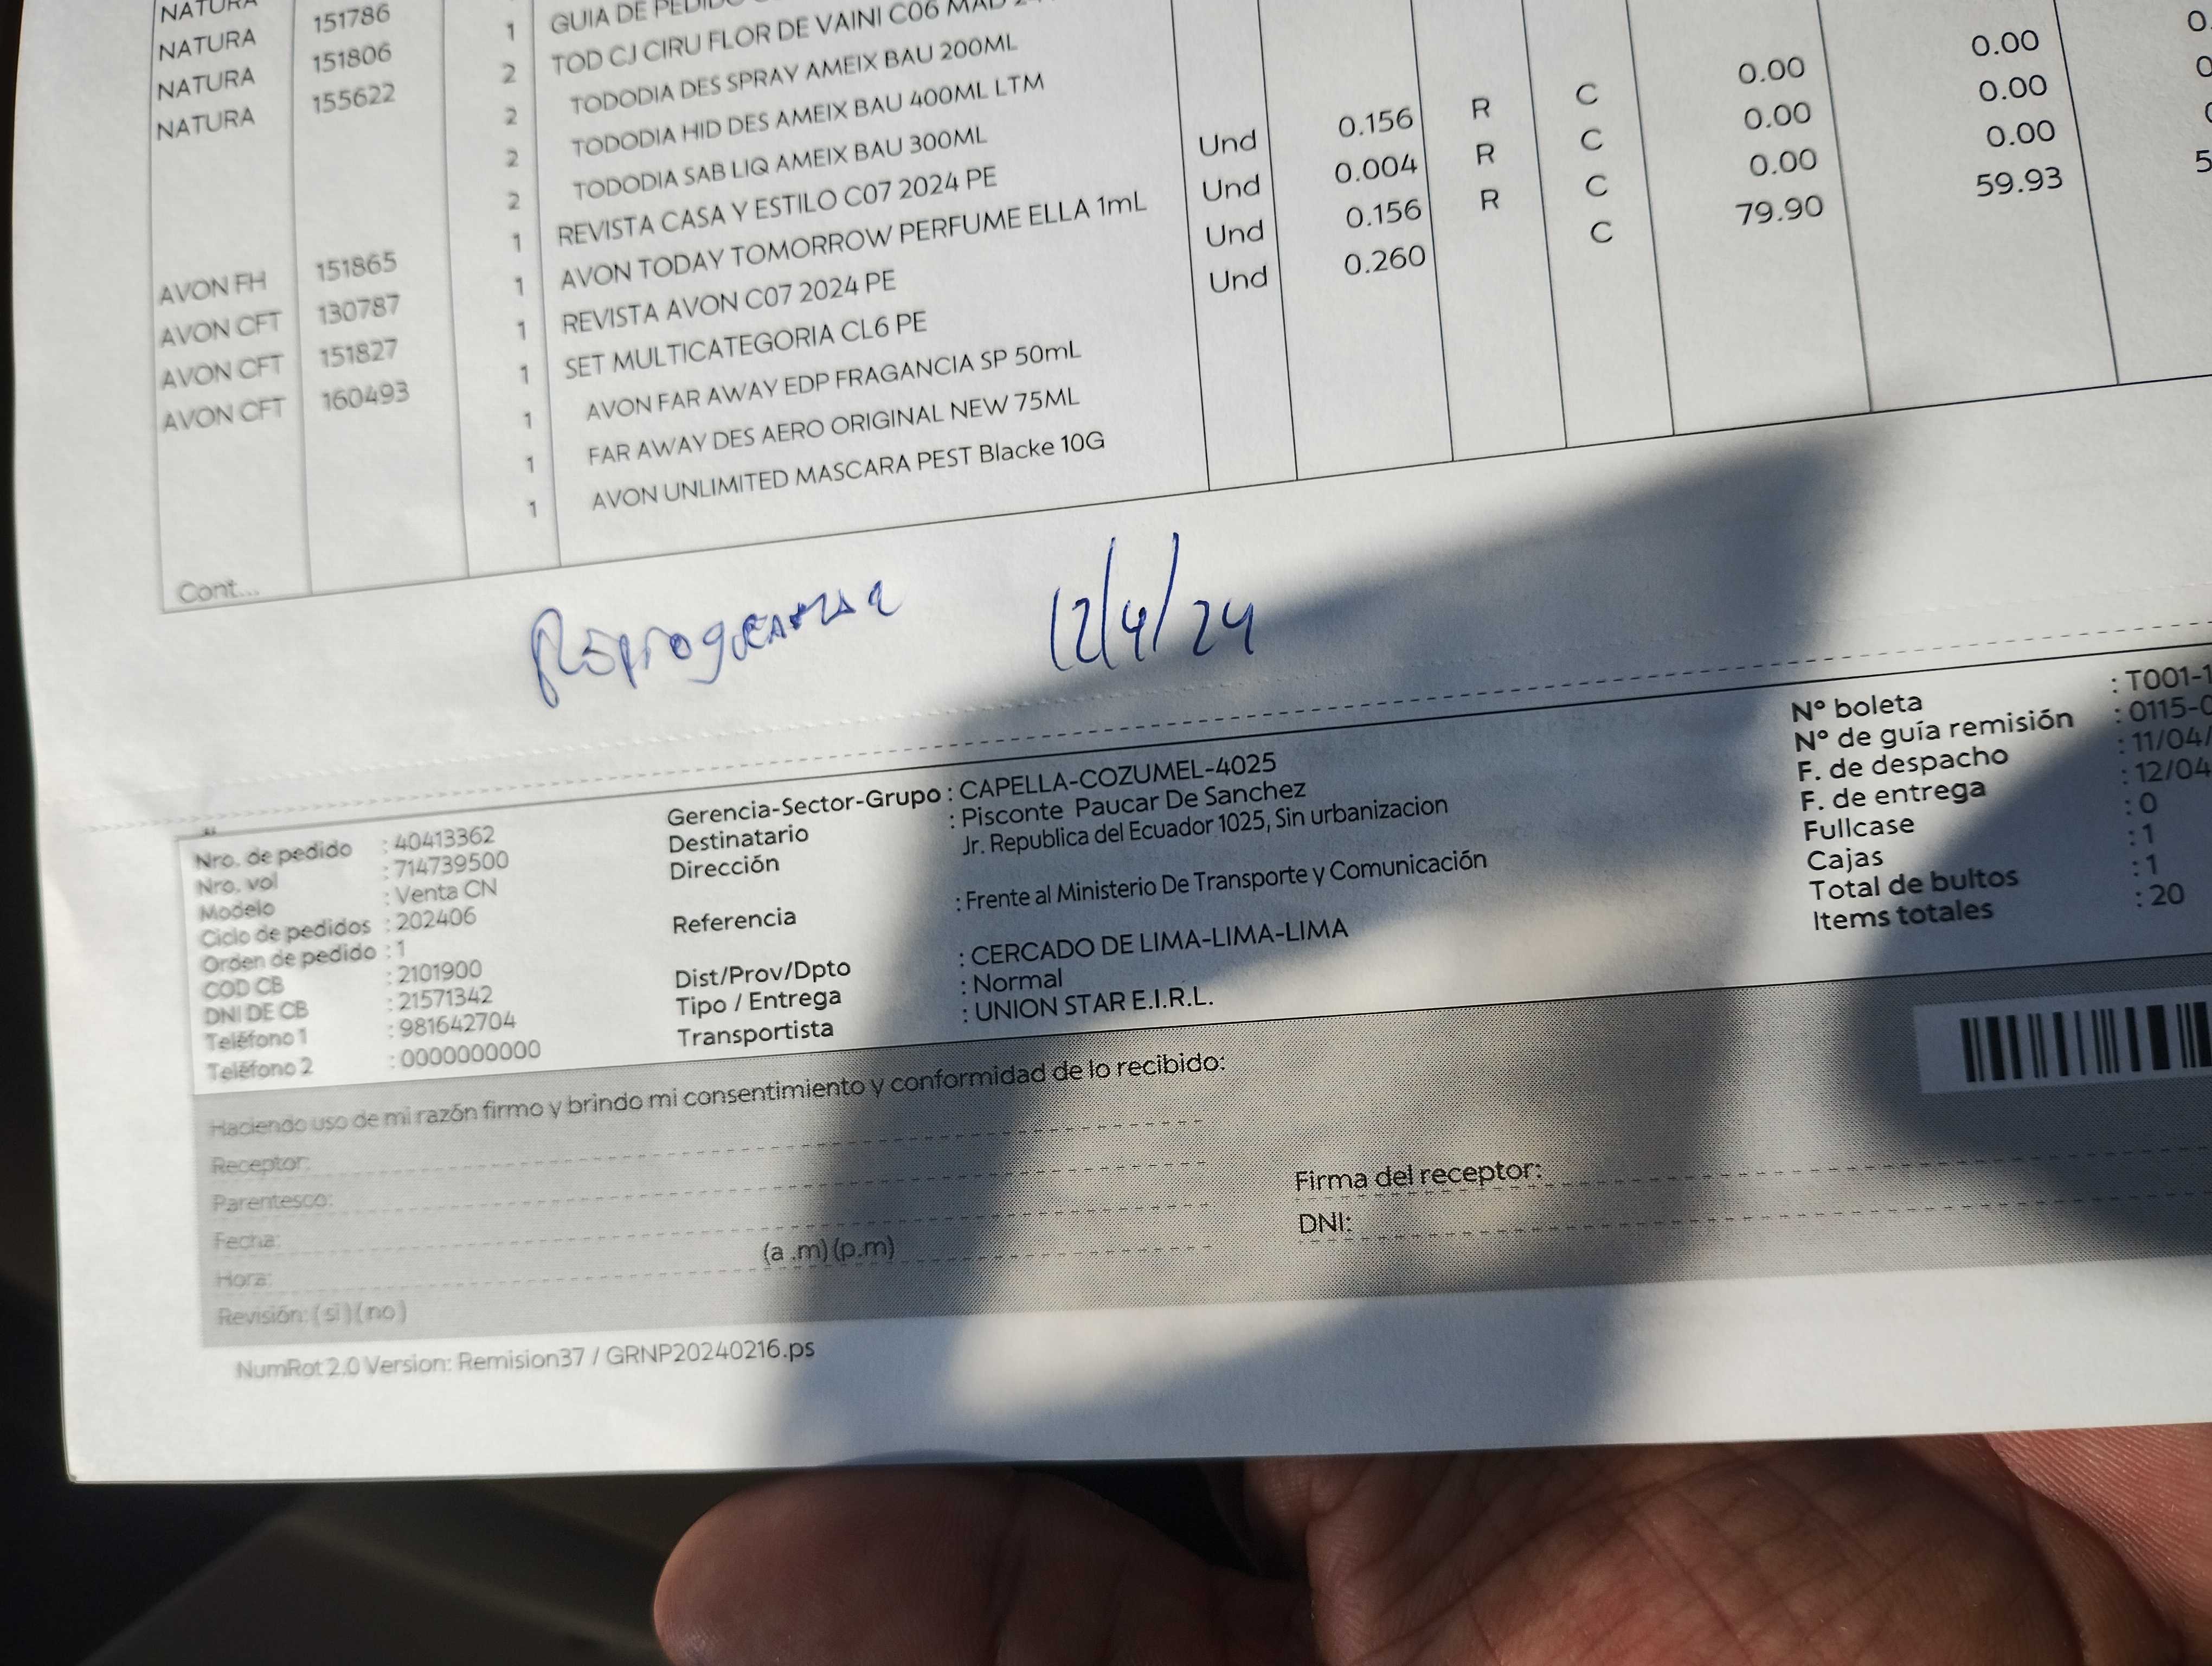 NATURA 151786 1 GUIA DE
NATURA 151806 2 TOD CJ CIRU FLOR DE VAINI C06
NATURA 155622 2 TODODIA DES SPRAY AMEIX BAU 200ML
NATURA 2 TODODIA HID DES AMEIX BAU 400ML LTM
2 TODODIA SAB LIQ AMEIX BAU 300ML
AVON FH 151865 1 REVISTA CASA Y ESTILO C07 2024 PE Und 0.156 R C 0.00 0.00
AVON CFT 130787 1 AVON TODAY TOMORROW PERFUME ELLA 1mL Und 0.004 R C 0.00 0.00
AVON CFT 151827 1 REVISTA AVON C07 2024 PE Und 0.156 R C 0.00 0.00
AVON CFT 160493 1 SET MULTICATEGORIA CL6 PE Und 0.260 C 79.90 59.93
1 AVON FAR AWAY EDP FRAGANCIA SP 50mL
1 FAR AWAY DES AERO ORIGINAL NEW 75ML
1 AVON UNLIMITED MASCARA PEST Blacke 10G
Cont...
12/4/24
Nro. de pedido : 40413362
Nro. vol : 714739500
Modelo : Venta CN
Ciclo de pedidos : 202406
Orden de pedido : 1
COD CB : 2101900
DNI DE CB : 21571342
Teléfono 1 : 981642704
Teléfono 2 : 0000000000
Gerencia-Sector-Grupo : CAPELLA-COZUMEL-4025
Destinatario : Pisconte Paucar De Sanchez
Dirección Jr. Republica del Ecuador 1025, Sin urbanizacion
Referencia : Frente al Ministerio De Transporte y Comunicación
Dist/Prov/Dpto : CERCADO DE LIMA-LIMA-LIMA
Tipo / Entrega : Normal
Transportista : UNION STAR E.I.R.L.
N° boleta : T001-1
N° de guía remisión : 0115-0
F. de despacho : 11/04/
F. de entrega : 12/04
Fullcase : 0
Cajas : 1
Total de bultos : 1
Items totales : 20
Haciendo uso de mi razón firmo y brindo mi consentimiento y conformidad de lo recibido:
Receptor:
Parentesco:
Fecha:
Hora: (a .m) (p.m)
Revisión: (si) (no)
Firma del receptor:
DNI:
NumRot 2.0 Version: Remision37 / GRNP20240216.ps